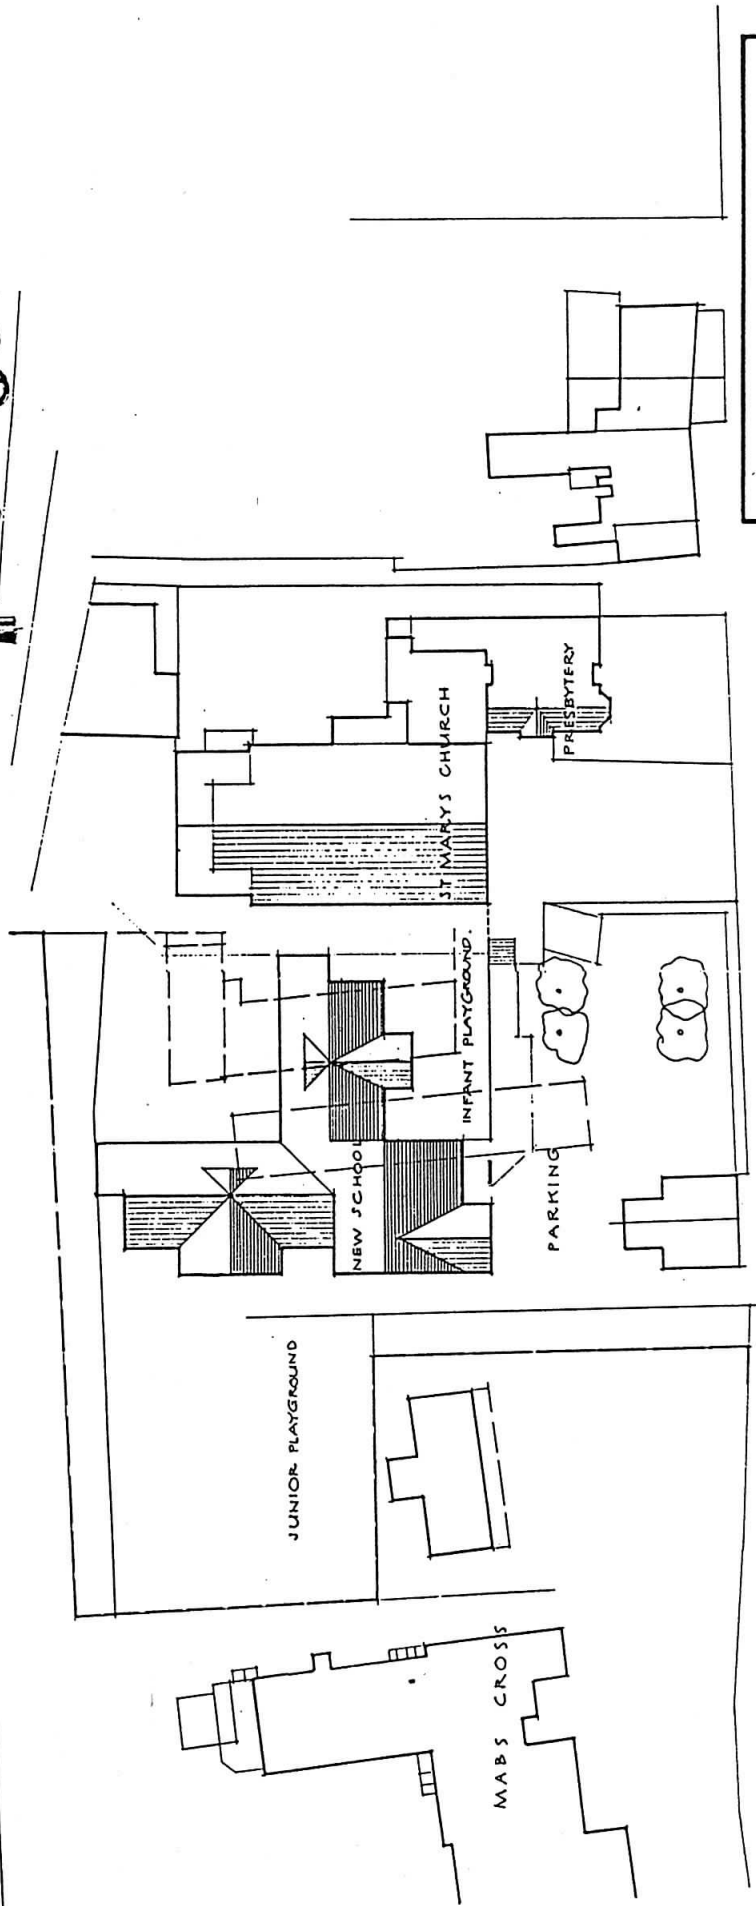 MABS CROSS
JUNIOR PLAYGROUND
NEW SCHOOL
PARKING
INFANT PLAYGROUND.
ST MARYS CHURCH
PRESBYTERY